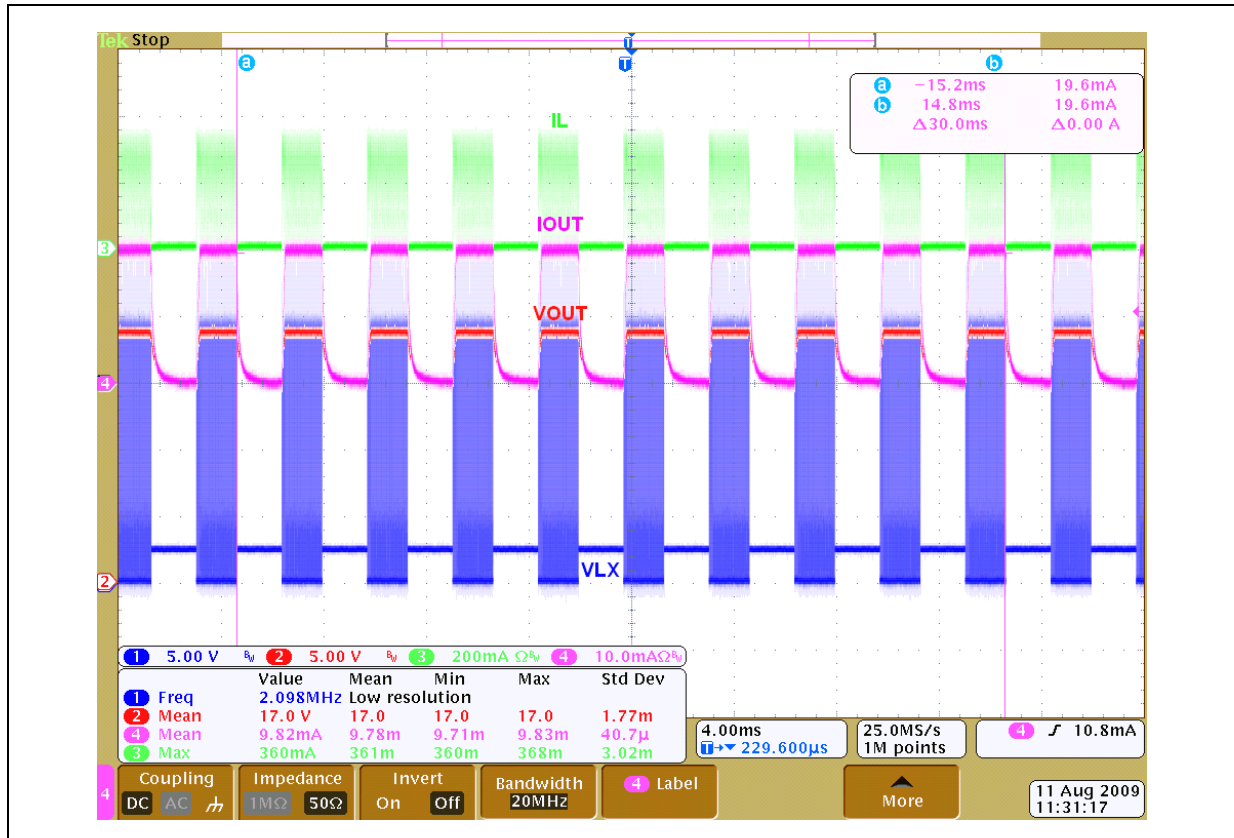 Tek Stop
T
T
a
b
a −15.2ms 19.6mA
b 14.8ms 19.6mA
Δ30.0ms Δ0.00 A
IL
3
IOUT
VOUT
4
VLX
2
1 5.00 V BW 2 5.00 V BW 3 200mA ΩBW 4 10.0mAΩBW
Value Mean Min Max Std Dev
1 Freq 2.098MHz Low resolution
2 Mean 17.0 V 17.0 17.0 17.0 1.77m
4 Mean 9.82mA 9.78m 9.71m 9.83m 40.7µ
3 Max 360mA 361m 360m 368m 3.02m
4.00ms
T→▼ 229.600µs
25.0MS/s
1M points
4 ƒ 10.8mA
4
Coupling
DC AC
Impedance
1MΩ 50Ω
Invert
On Off
Bandwidth
20MHz
4 Label
More
11 Aug 2009
11:31:17